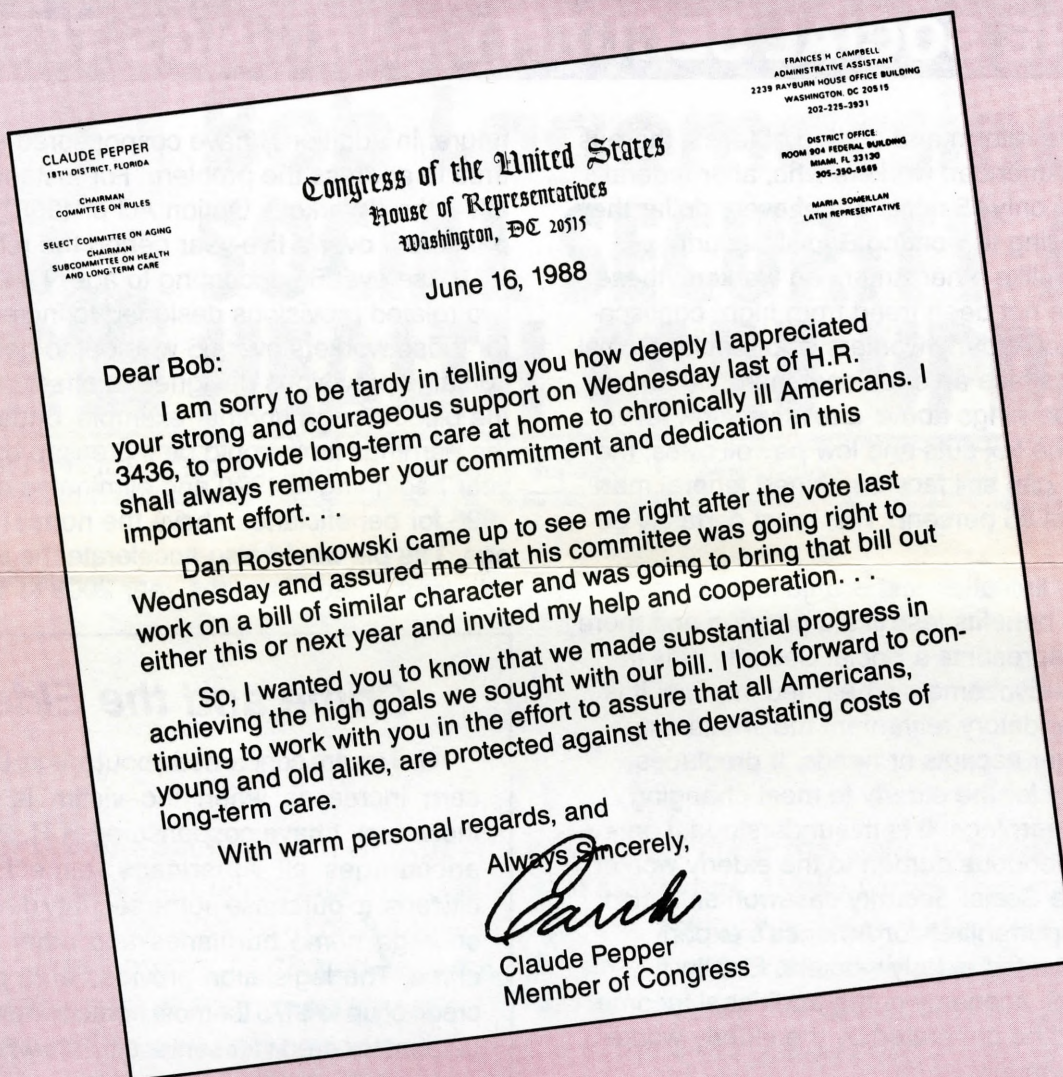 CLAUDE PEPPER
18TH DISTRICT, FLORIDA
CHAIRMAN
COMMITTEE ON RULES
SELECT COMMITTEE ON AGING
CHAIRMAN
SUBCOMMITTEE ON HEALTH
AND LONG-TERM CARE
Congress of the United States
House of Representatives
Washington, DC 20515
FRANCES H. CAMPBELL
ADMINISTRATIVE ASSISTANT
2239 RAYBURN HOUSE OFFICE BUILDING
WASHINGTON, DC 20515
202-225-3931
DISTRICT OFFICE:
ROOM 904 FEDERAL BUILDING
MIAMI, FL 33130
MARIA SOMEILLAN
LATIN REPRESENTATIVE
June 16, 1988
Dear Bob:
I am sorry to be tardy in telling you how deeply I appreciated
your strong and courageous support on Wednesday last of H.R.
3436, to provide long-term care at home to chronically ill Americans. I
shall always remember your commitment and dedication in this
important effort. . .
Dan Rostenkowski came up to see me right after the vote last
Wednesday and assured me that his committee was going right to
work on a bill of similar character and was going to bring that bill out
either this or next year and invited my help and cooperation. . .
So, I wanted you to know that we made substantial progress in
achieving the high goals we sought with our bill. I look forward to con-
tinuing to work with you in the effort to assure that all Americans,
young and old alike, are protected against the devastating costs of
long-term care.
With warm personal regards, and
Always Sincerely,
Claude Pepper
Member of Congress